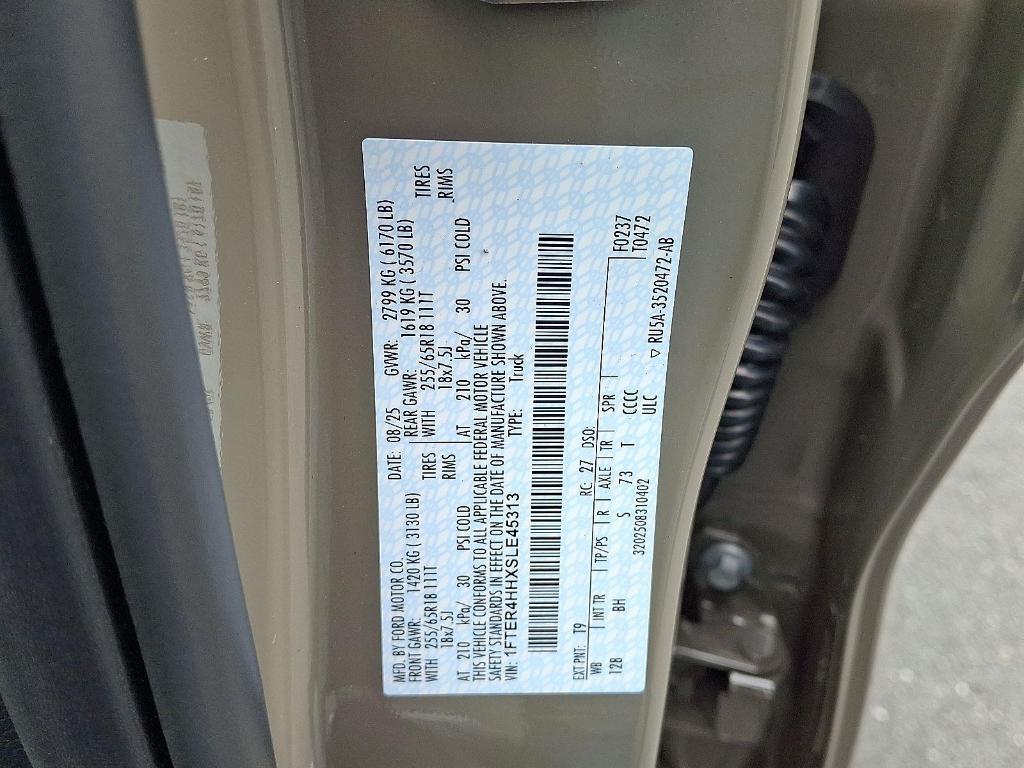 MFD. BY FORD MOTOR CO.
DATE: 08/25 GVWR: 2799 KG ( 6170 LB)
FRONT GAWR: 1420 KG ( 3130 LB) REAR GAWR: 1619 KG ( 3570 LB)
WITH 255/65R18 111T TIRES WITH 255/65R18 111T TIRES
18x7.5J RIMS 18x7.5J RIMS
AT 210 kPa/ 30 PSI COLD AT 210 kPa/ 30 PSI COLD
THIS VEHICLE CONFORMS TO ALL APPLICABLE FEDERAL MOTOR VEHICLE
SAFETY STANDARDS IN EFFECT ON THE DATE OF MANUFACTURE SHOWN ABOVE.
VIN: 1FTER4HHXSLE45313 TYPE: Truck
EXT PNT: T9 RC: 27 DSO: F0237
WB INT TR TP/PS R AXLE TR SPR T0472
128 BH S 73 T CCCC
ULC
3202508310402 ▽ RU5A-3520472-AB